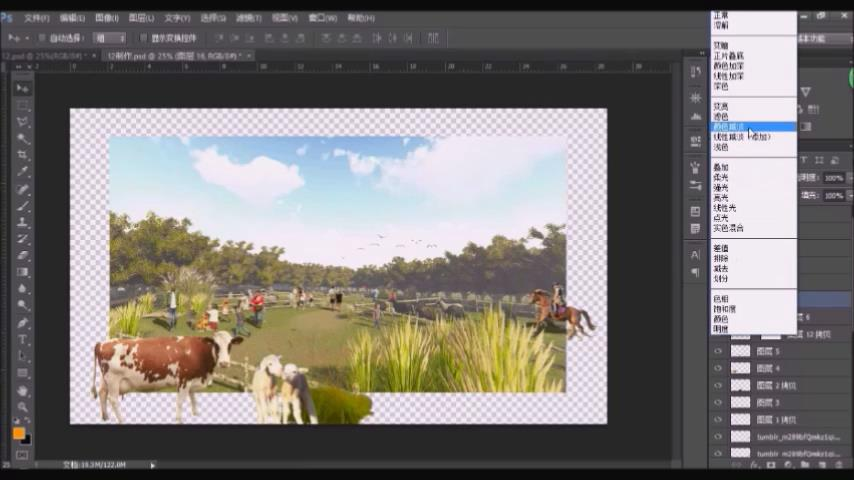 Ps 文件(F) 编辑(E) 图像(I) 图层(L) 文字(Y) 选择(S) 滤镜(T) 视图(V) 窗口(W) 帮助(H)
自动选择: 组 显示变换控件
基本功能
12.psd @ 25%(RGB/8#) * × 12制作.psd @ 25% (图层 16, RGB/8#) * ×
正常
溶解
变暗
正片叠底
颜色加深
线性加深
深色
变亮
滤色
颜色减淡
线性减淡（添加）
浅色
叠加
柔光
强光
亮光
线性光
点光
实色混合
差值
排除
减去
划分
色相
饱和度
颜色
明度
100%
填充: 100%
6
图层 12 拷贝
图层 5
图层 4
图层 2 拷贝
图层 3
图层 1 拷贝
文档:18.3M/122.0M